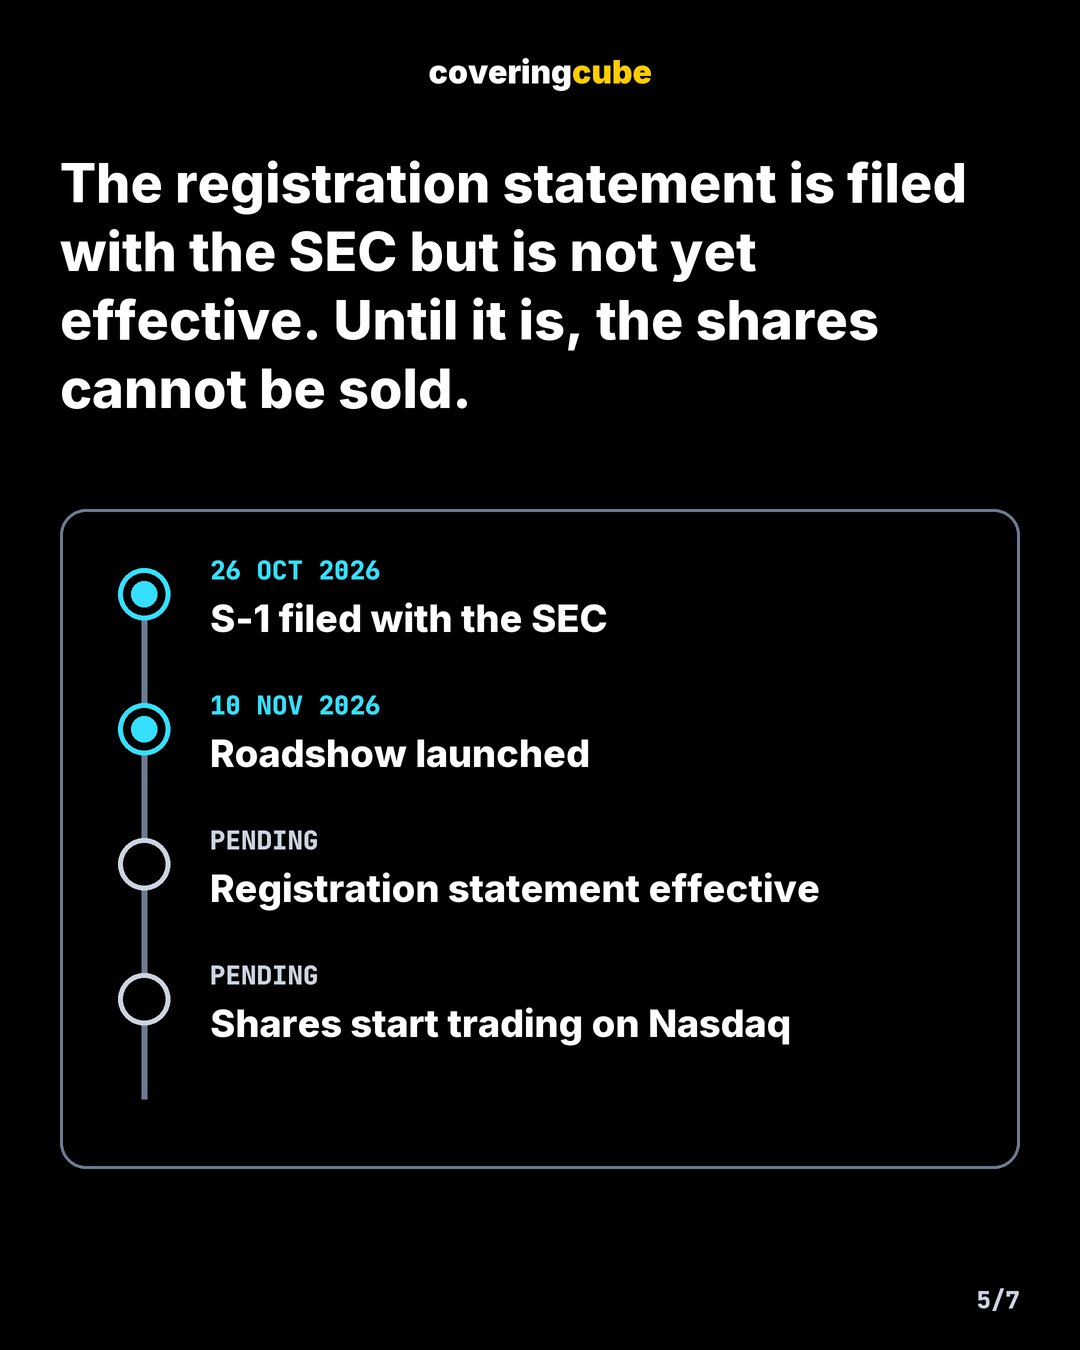 coveringcube
The registration statement is filed
with the SEC but is not yet
effective. Until it is, the shares
cannot be sold.
26 OCT 2026
S-1 filed with the SEC
10 NOV 2026
Roadshow launched
PENDING
Registration statement effective
PENDING
Shares start trading on Nasdaq
5/7